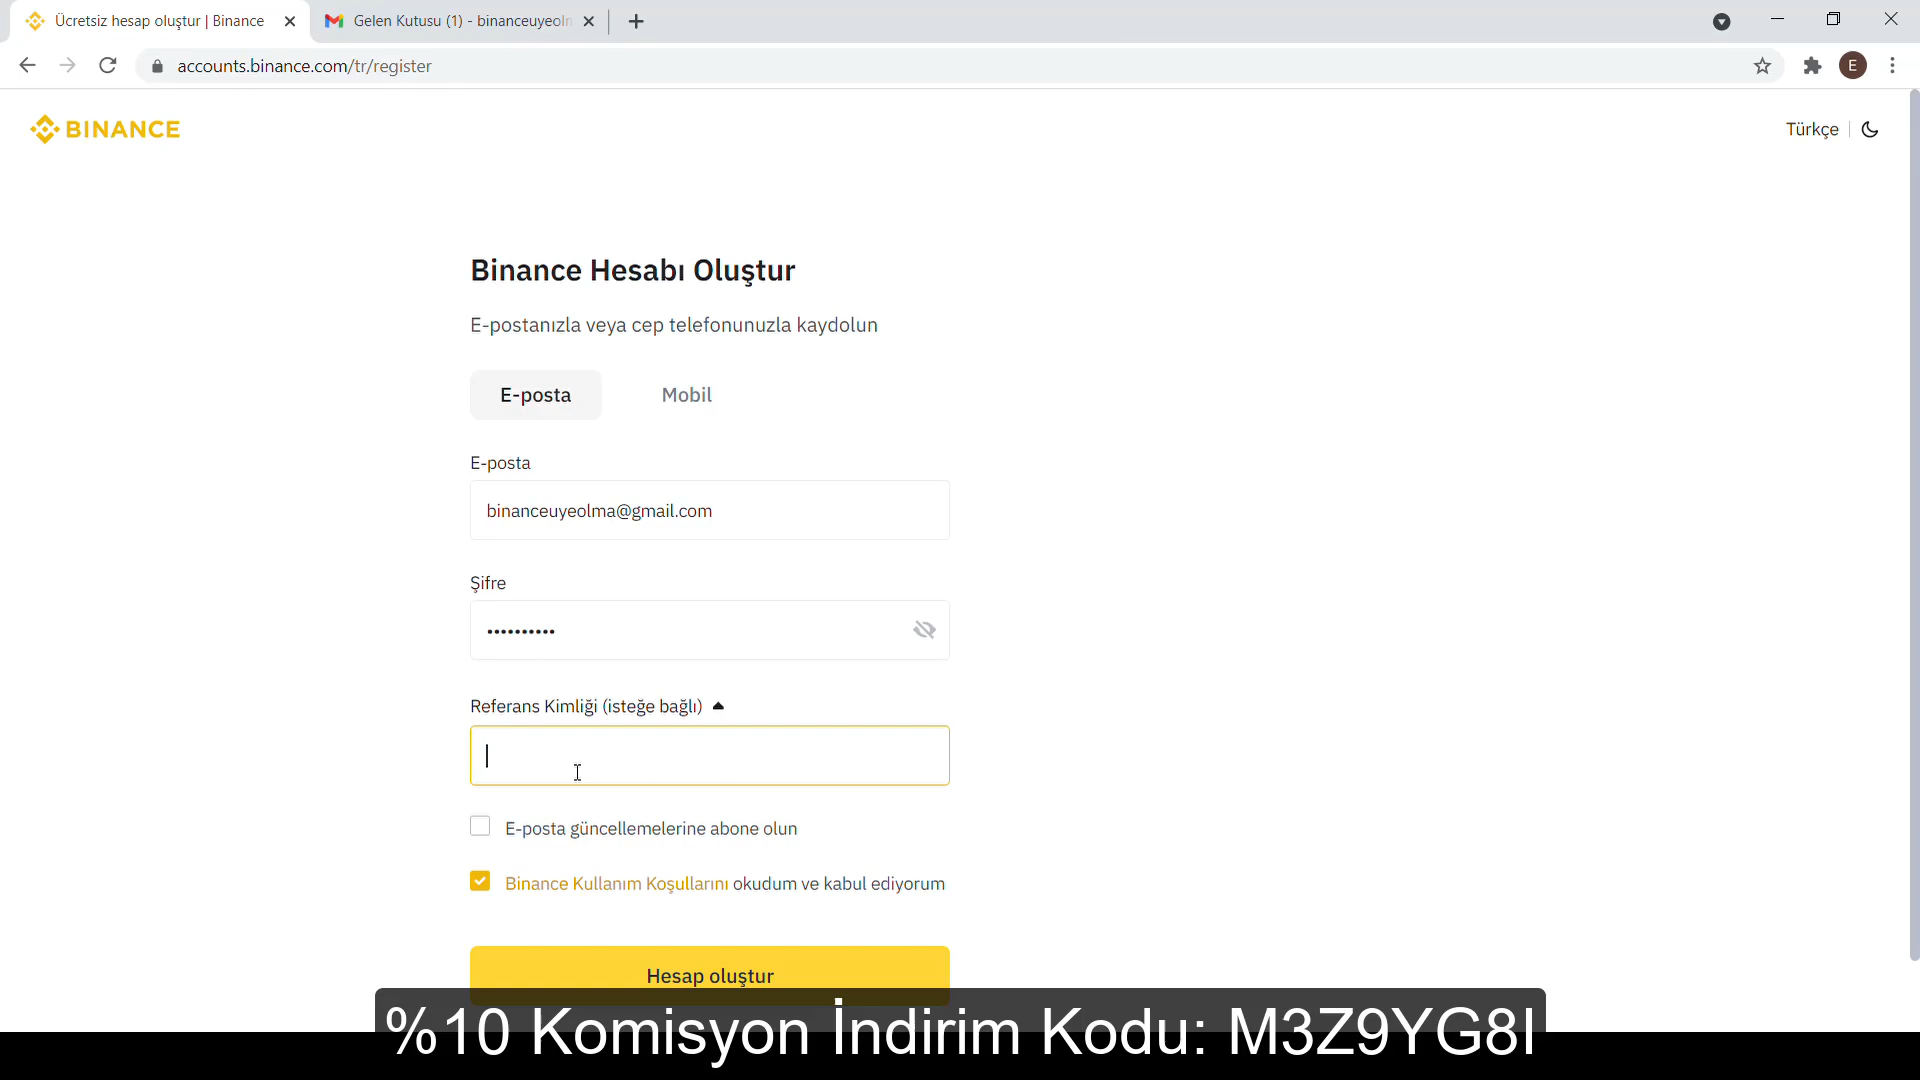 Ücretsiz hesap oluştur | Binance
Gelen Kutusu (1) - binanceuyeoln
accounts.binance.com/tr/register
E
BINANCE
Türkçe
Binance Hesabı Oluştur
E-postanızla veya cep telefonunuzla kaydolun
E-posta
Mobil
E-posta
binanceuyeolma@gmail.com
Şifre
••••••••••
Referans Kimliği (isteğe bağlı)
E-posta güncellemelerine abone olun
Binance Kullanım Koşullarını okudum ve kabul ediyorum
Hesap oluştur
%10 Komisyon İndirim Kodu: M3Z9YG8I